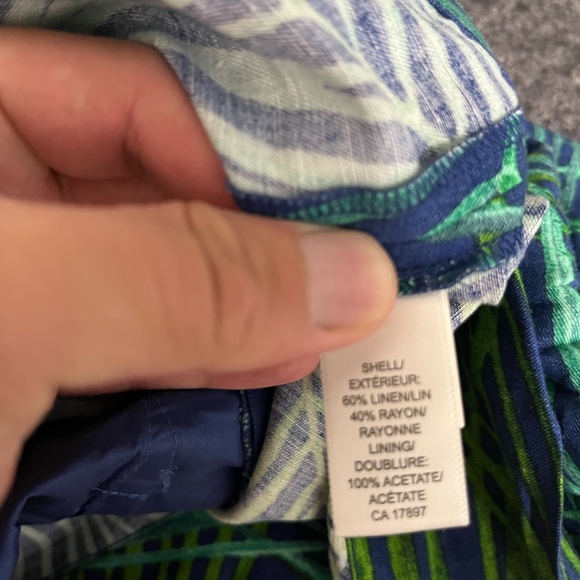 SHELL/
EXTÉRIEUR:
60% LINEN/LIN
40% RAYON/
RAYONNE
LINING/
DOUBLURE:
100% ACETATE/
ACÉTATE
CA 17897